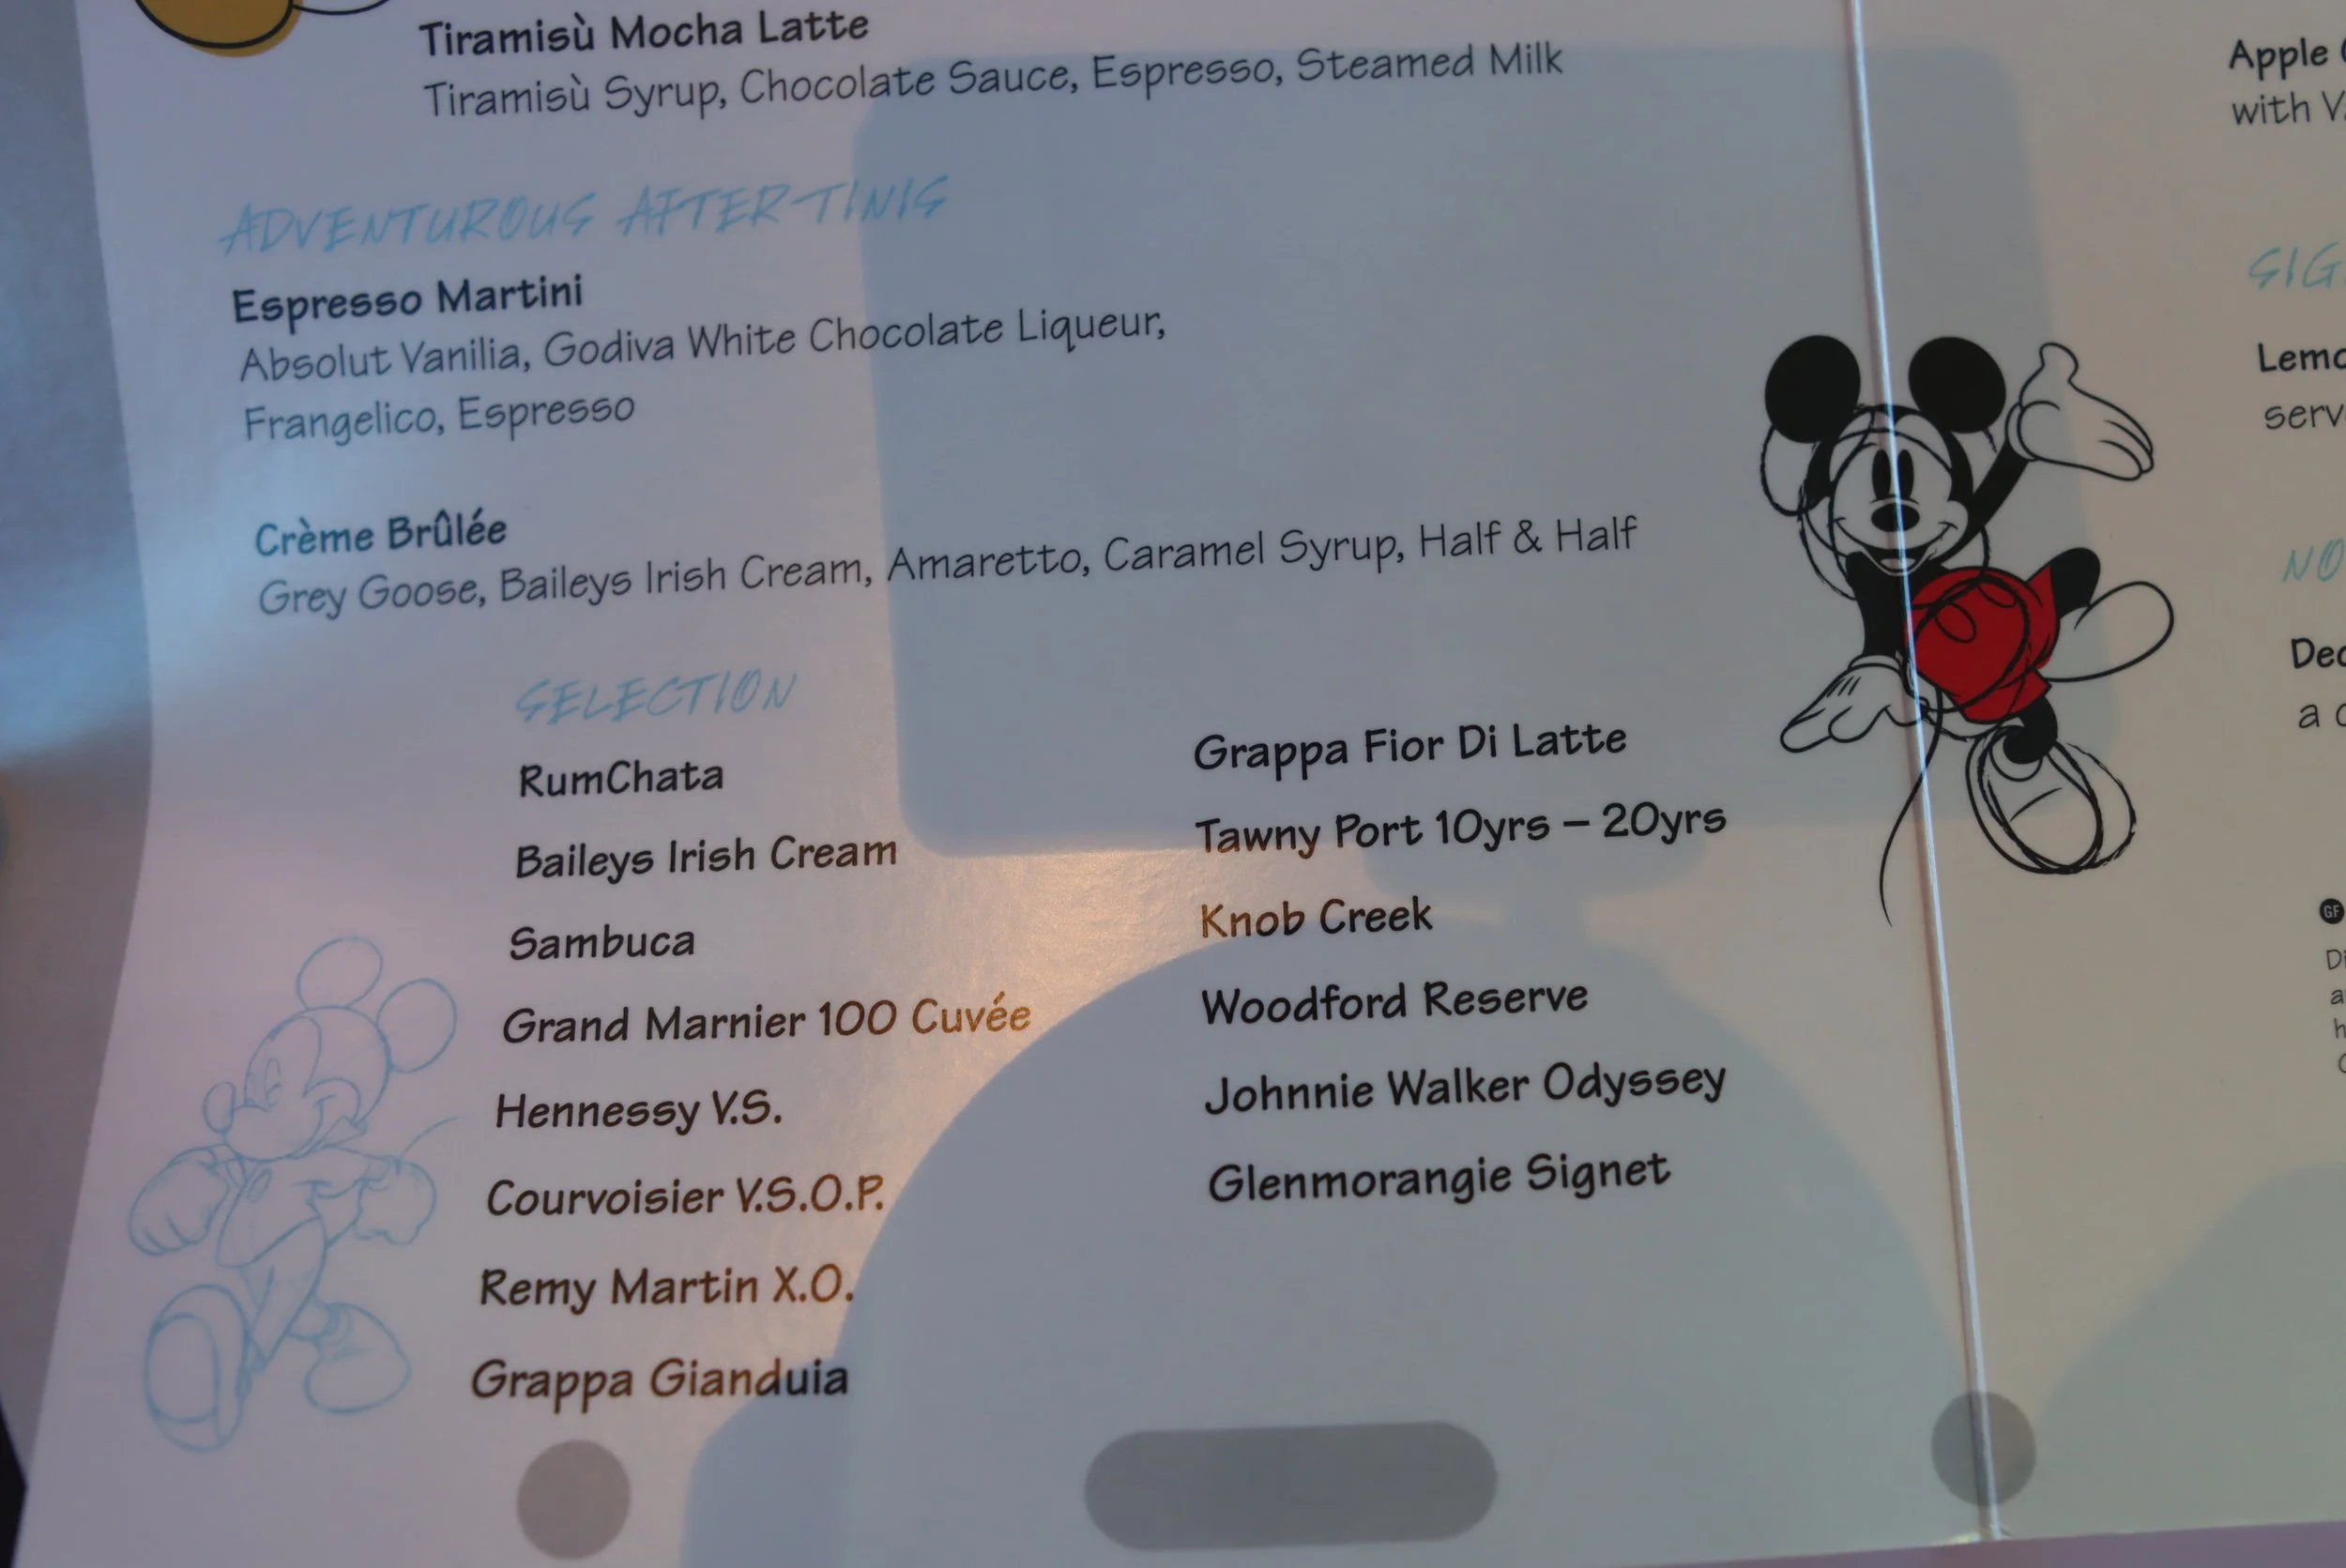 Tiramisù Mocha Latte
Tiramisù Syrup, Chocolate Sauce, Espresso, Steamed Milk
ADVENTUROUS AFTER-TINIS
Espresso Martini
Absolut Vanilia, Godiva White Chocolate Liqueur,
Frangelico, Espresso
Crème Brûlée
Grey Goose, Baileys Irish Cream, Amaretto, Caramel Syrup, Half & Half
SELECTION
RumChata
Baileys Irish Cream
Sambuca
Grand Marnier 100 Cuvée
Hennessy V.S.
Courvoisier V.S.O.P.
Remy Martin X.O.
Grappa Gianduia
Grappa Fior Di Latte
Tawny Port 10yrs – 20yrs
Knob Creek
Woodford Reserve
Johnnie Walker Odyssey
Glenmorangie Signet
Apple
with
GF